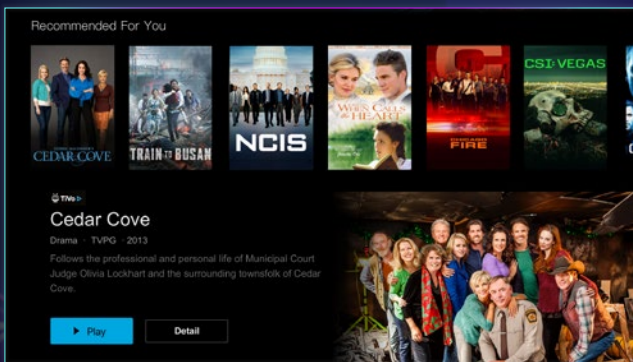 Recommended For You
CEDAR COVE
TRAIN TO BUSAN
NCIS
WHEN CALLS
the HEART
FIRE
CSI: VEGAS
TiVo
Cedar Cove
Drama · TVPG · 2013
Follows the professional and personal life of Municipal Court
Judge Olivia Lockhart and the surrounding townsfolk of Cedar
Cove.
Play
Detail